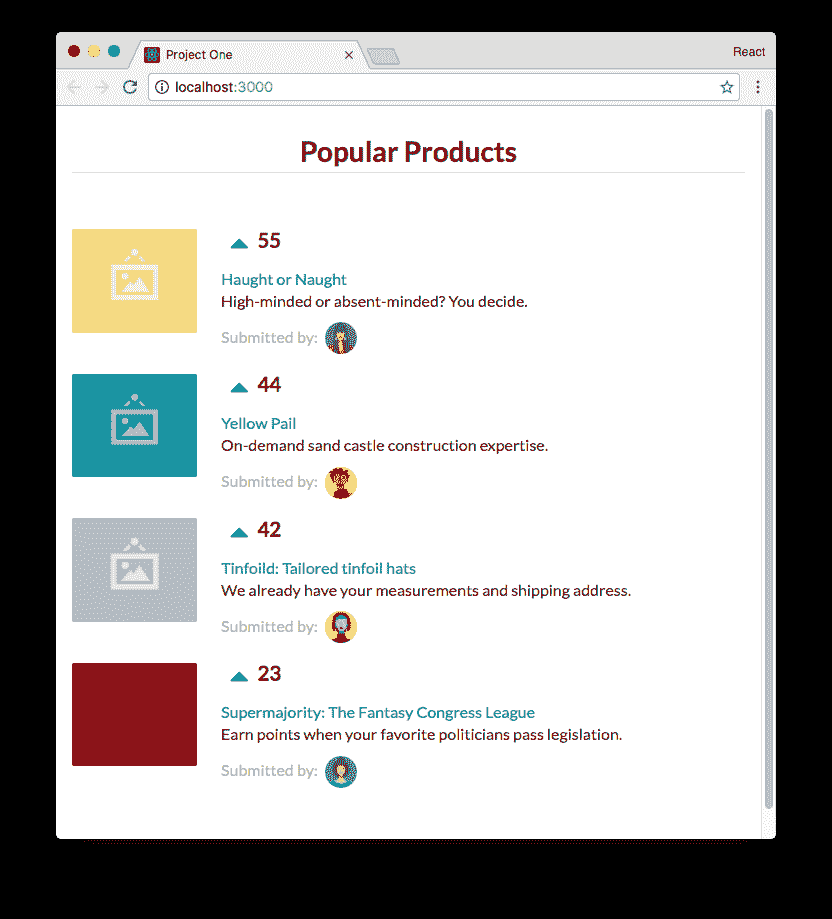 Project One
React
localhost:3000
Popular Products
55
Haught or Naught
High-minded or absent-minded? You decide.
Submitted by:
44
Yellow Pail
On-demand sand castle construction expertise.
Submitted by:
42
Tinfoild: Tailored tinfoil hats
We already have your measurements and shipping address.
Submitted by:
23
Supermajority: The Fantasy Congress League
Earn points when your favorite politicians pass legislation.
Submitted by: